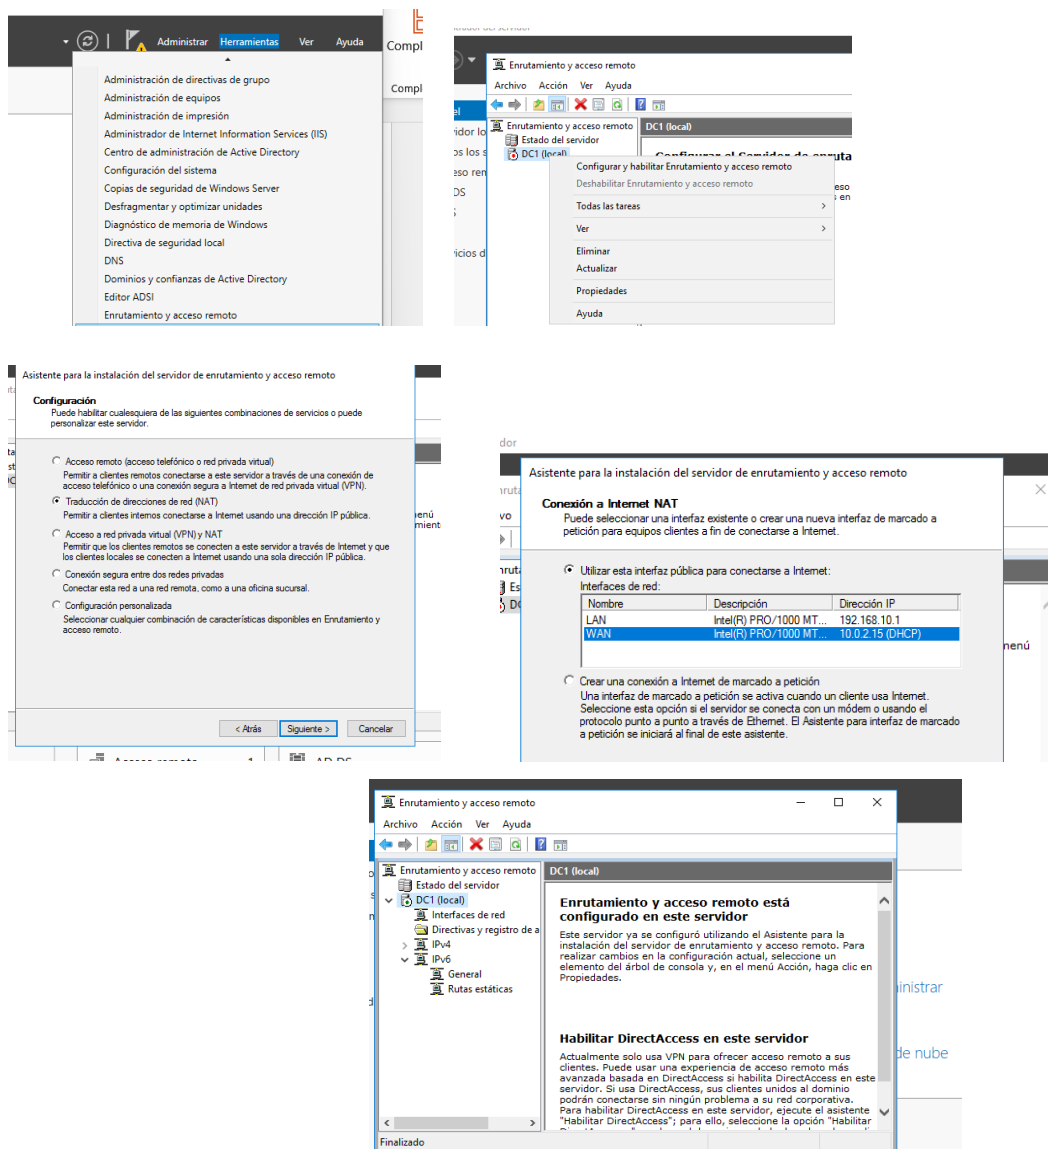 Administrar Herramientas Ver Ayuda
Compl
Compl
Administración de directivas de grupo
Administración de equipos
Administración de impresión
Administrador de Internet Information Services (IIS)
Centro de administración de Active Directory
Configuración del sistema
Copias de seguridad de Windows Server
Desfragmentar y optimizar unidades
Diagnóstico de memoria de Windows
Directiva de seguridad local
DNS
Dominios y confianzas de Active Directory
Editor ADSI
Enrutamiento y acceso remoto
Enrutamiento y acceso remoto
Archivo Acción Ver Ayuda
Enrutamiento y acceso remoto
Estado del servidor
DC1 (local)
DC1 (local)
Configurar y habilitar Enrutamiento y acceso remoto
Deshabilitar Enrutamiento y acceso remoto
Todas las tareas
Ver
Eliminar
Actualizar
Propiedades
Ayuda
Asistente para la instalación del servidor de enrutamiento y acceso remoto
Configuración
Puede habilitar cualesquiera de las siguientes combinaciones de servicios o puede
personalizar este servidor.
Acceso remoto (acceso telefónico o red privada virtual)
Permitir a clientes remotos conectarse a este servidor a través de una conexión de
acceso telefónico o una conexión segura a Internet de red privada virtual (VPN).
Traducción de direcciones de red (NAT)
Permitir a clientes internos conectarse a Internet usando una dirección IP pública.
Acceso a red privada virtual (VPN) y NAT
Permitir que los clientes remotos se conecten a este servidor a través de Internet y que
los clientes locales se conecten a Internet usando una sola dirección IP pública.
Conexión segura entre dos redes privadas
Conectar esta red a una red remota, como a una oficina sucursal.
Configuración personalizada
Seleccionar cualquier combinación de características disponibles en Enrutamiento y
acceso remoto.
< Atrás Siguiente > Cancelar
Asistente para la instalación del servidor de enrutamiento y acceso remoto
Conexión a Internet NAT
Puede seleccionar una interfaz existente o crear una nueva interfaz de marcado a
petición para equipos clientes a fin de conectarse a Internet.
Utilizar esta interfaz pública para conectarse a Internet:
Interfaces de red:
Nombre Descripción Dirección IP
LAN Intel(R) PRO/1000 MT... 192.168.10.1
WAN Intel(R) PRO/1000 MT... 10.0.2.15 (DHCP)
Crear una conexión a Internet de marcado a petición
Una interfaz de marcado a petición se activa cuando un cliente usa Internet.
Seleccione esta opción si el servidor se conecta con un módem o usando el
protocolo punto a punto a través de Ethernet. El Asistente para interfaz de marcado
a petición se iniciará al final de este asistente.
Enrutamiento y acceso remoto
Archivo Acción Ver Ayuda
Enrutamiento y acceso remoto
Estado del servidor
DC1 (local)
Interfaces de red
Directivas y registro de a
IPv4
IPv6
General
Rutas estáticas
DC1 (local)
Enrutamiento y acceso remoto está
configurado en este servidor
Este servidor ya se configuró utilizando el Asistente para la
instalación del servidor de enrutamiento y acceso remoto. Para
realizar cambios en la configuración actual, seleccione un
elemento del árbol de consola y, en el menú Acción, haga clic en
Propiedades.
Habilitar DirectAccess en este servidor
Actualmente solo usa VPN para ofrecer acceso remoto a sus
clientes. Puede usar una experiencia de acceso remoto más
avanzada basada en DirectAccess si habilita DirectAccess en este
servidor. Si usa DirectAccess, sus clientes unidos al dominio
podrán conectarse sin ningún problema a su red corporativa.
Para habilitar DirectAccess en este servidor, ejecute el asistente
"Habilitar DirectAccess"; para ello, seleccione la opción "Habilitar
Finalizado
inistrar
de nube